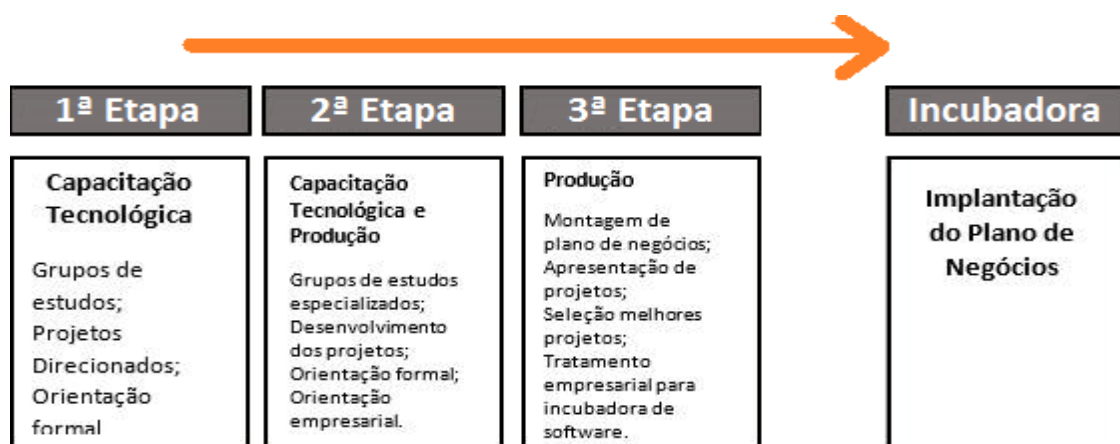 1ª Etapa
Capacitação
Tecnológica
Grupos de
estudos;
Projetos
Direcionados;
Orientação
formal
2ª Etapa
Capacitação
Tecnológica e
Produção
Grupos de estudos
especializados;
Desenvolvimento
dos projetos;
Orientação formal;
Orientação
empresarial.
3ª Etapa
Produção
Montagem de
plano de negócios;
Apresentação de
projetos;
Seleção melhores
projetos;
Tratamento
empresarial para
incubadora de
software.
Incubadora
Implantação
do Plano de
Negócios